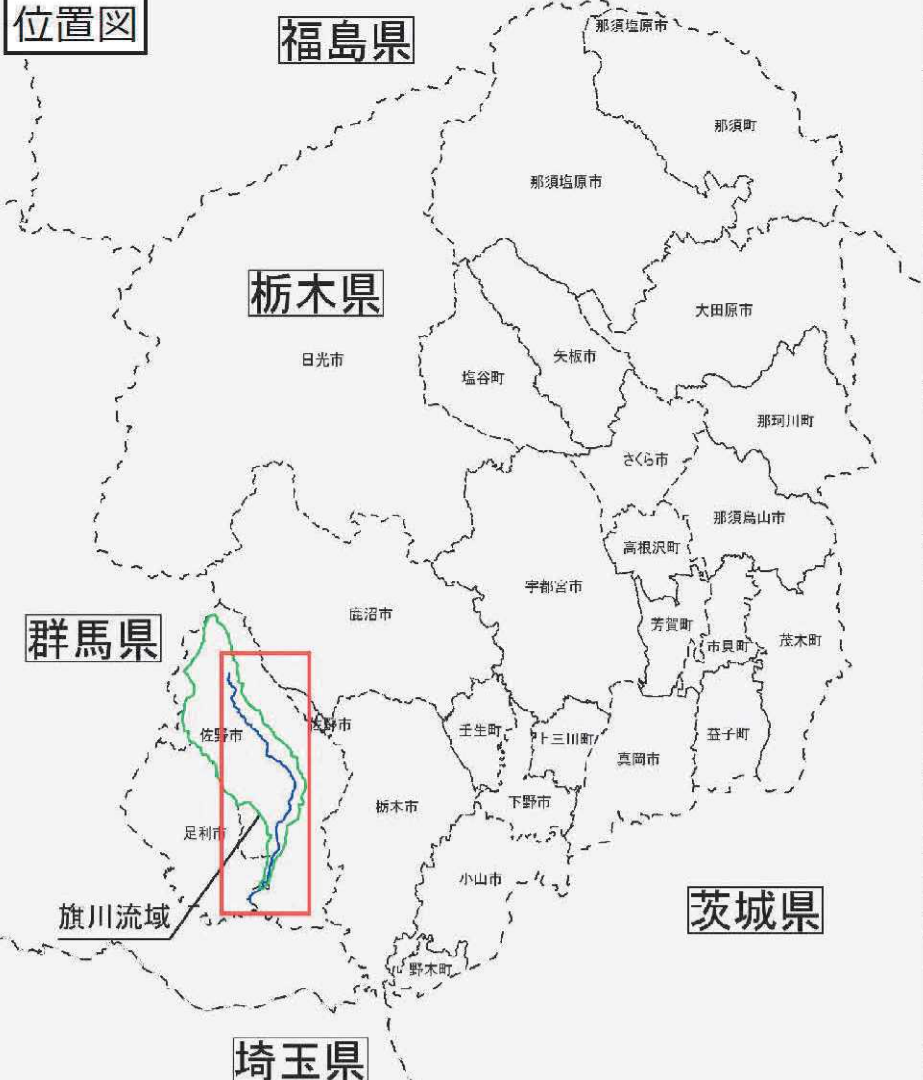 位置図
福島県
那須塩原市
那須町
那須塩原市
栃木県
大田原市
日光市
矢板市
塩谷町
那珂川町
さくら市
那須烏山市
高根沢町
宇都宮市
鹿沼市
芳賀町
群馬県
市貝町
茂木町
佐野市
佐野市
壬生町
上三川町
益子町
真岡市
下野市
栃木市
足利市
小山市
旗川流域
茨城県
野木町
埼玉県